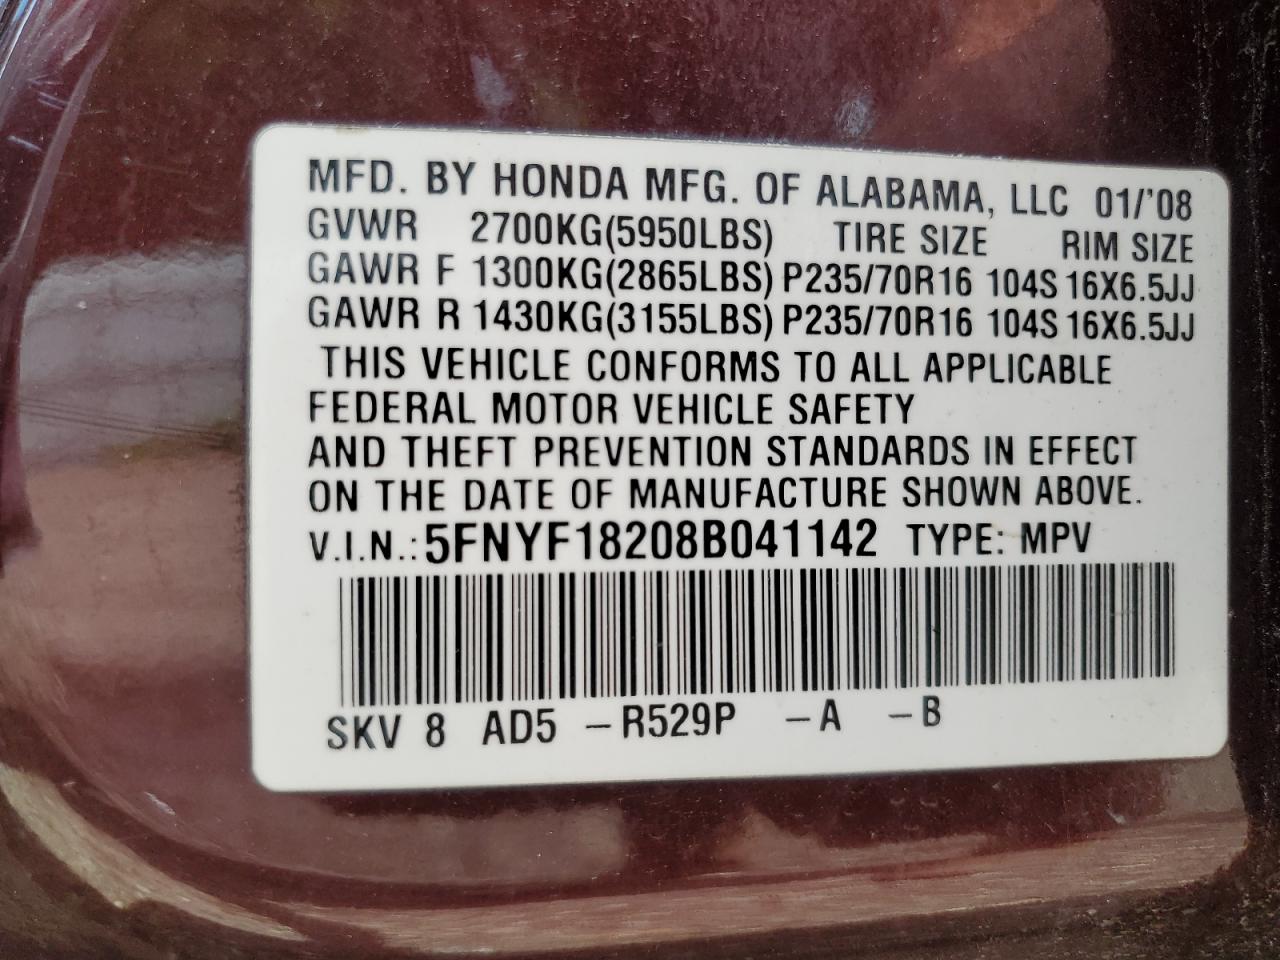 MFD. BY HONDA MFG. OF ALABAMA, LLC 01/'08
GVWR 2700KG(5950LBS) TIRE SIZE RIM SIZE
GAWR F 1300KG(2865LBS) P235/70R16 104S 16X6.5JJ
GAWR R 1430KG(3155LBS) P235/70R16 104S 16X6.5JJ
THIS VEHICLE CONFORMS TO ALL APPLICABLE
FEDERAL MOTOR VEHICLE SAFETY
AND THEFT PREVENTION STANDARDS IN EFFECT
ON THE DATE OF MANUFACTURE SHOWN ABOVE.
V.I.N.: 5FNYF18208B041142 TYPE: MPV
SKV 8 AD5 -R529P -A -B